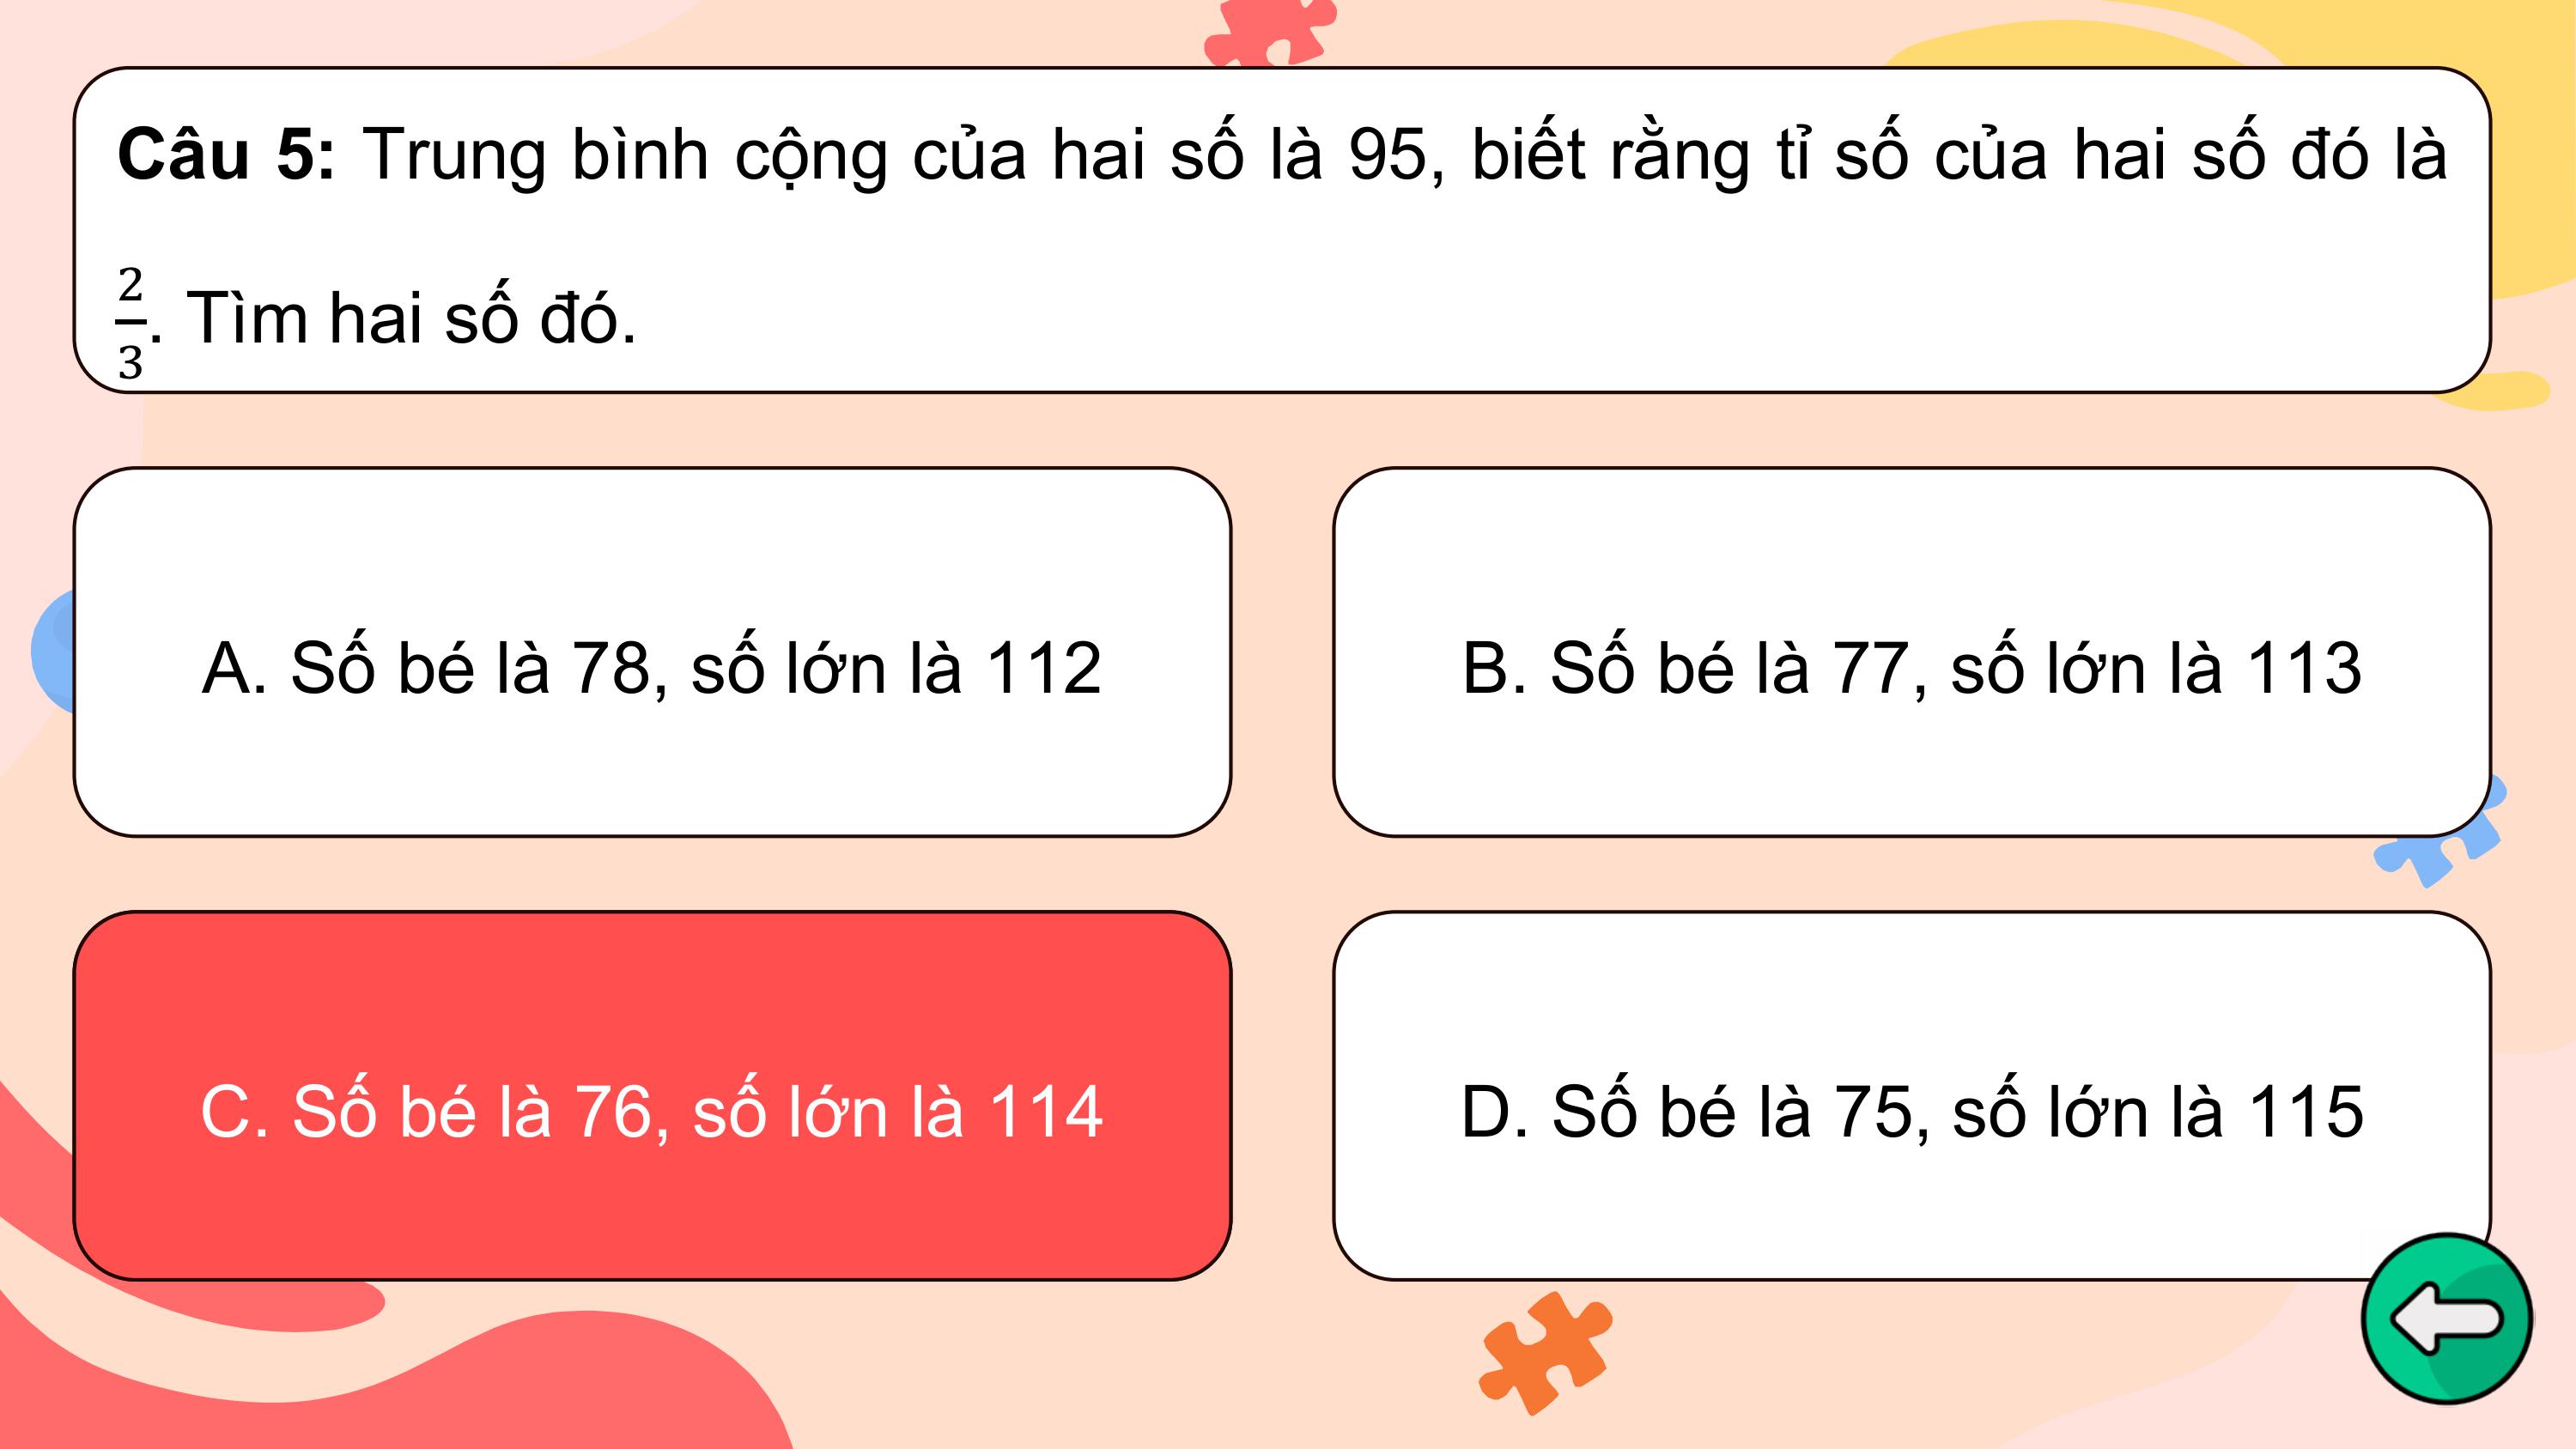 Câu 5: Trung bình cộng của hai số là 95, biết rằng tỉ số của hai số đó là
2/3. Tìm hai số đó.
A. Số bé là 78, số lớn là 112
B. Số bé là 77, số lớn là 113
C. Số bé là 76, số lớn là 114
D. Số bé là 75, số lớn là 115